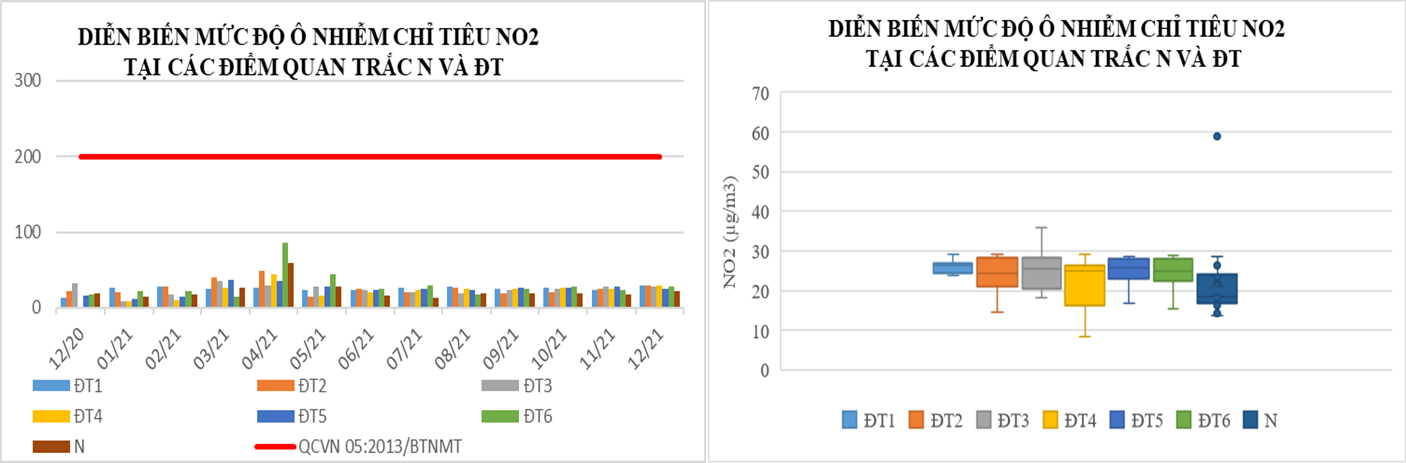 DIỄN BIẾN MỨC ĐỘ Ô NHIỄM CHỈ TIÊU NO2
TẠI CÁC ĐIỂM QUAN TRẮC N VÀ ĐT
300
200
100
0
12/20 01/21 02/21 03/21 04/21 05/21 06/21 07/21 08/21 09/21 10/21 11/21 12/21
ĐT1 ĐT2 ĐT3
ĐT4 ĐT5 ĐT6
N QCVN 05:2013/BTNMT
DIỄN BIẾN MỨC ĐỘ Ô NHIỄM CHỈ TIÊU NO2
TẠI CÁC ĐIỂM QUAN TRẮC N VÀ ĐT
NO2 (µg/m3)
70
60
50
40
30
20
10
0
ĐT1 ĐT2 ĐT3 ĐT4 ĐT5 ĐT6 N